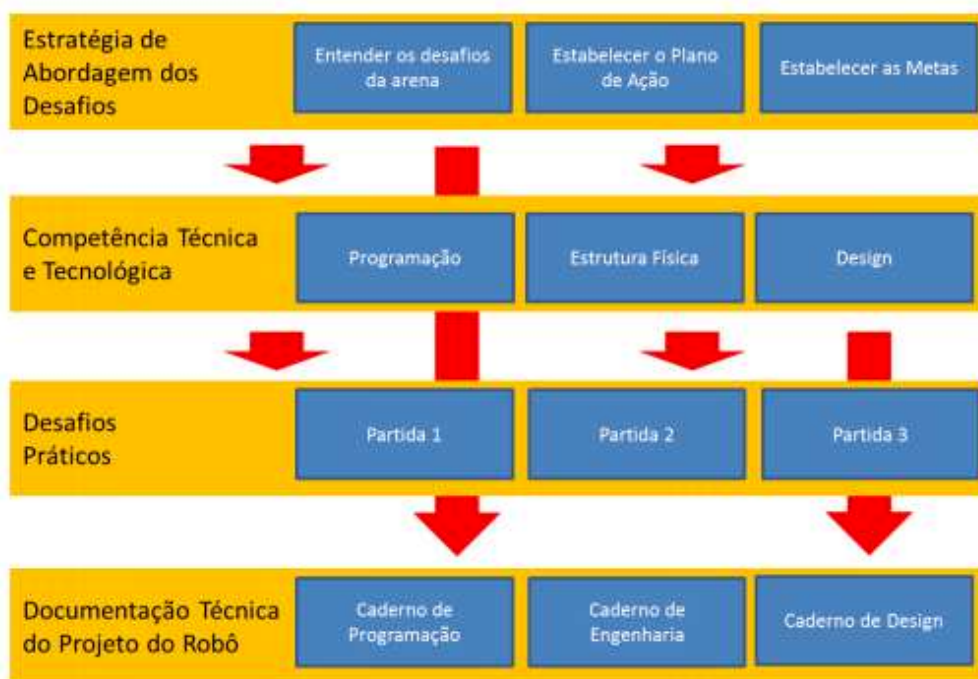 Estratégia de
Abordagem dos
Desafios
Entender os desafios
da arena
Estabelecer o Plano
de Ação
Estabelecer as Metas
Competência Técnica
e Tecnológica
Programação
Estrutura Física
Design
Desafios
Práticos
Partida 1
Partida 2
Partida 3
Documentação Técnica
do Projeto do Robô
Caderno de
Programação
Caderno de
Engenharia
Caderno de Design